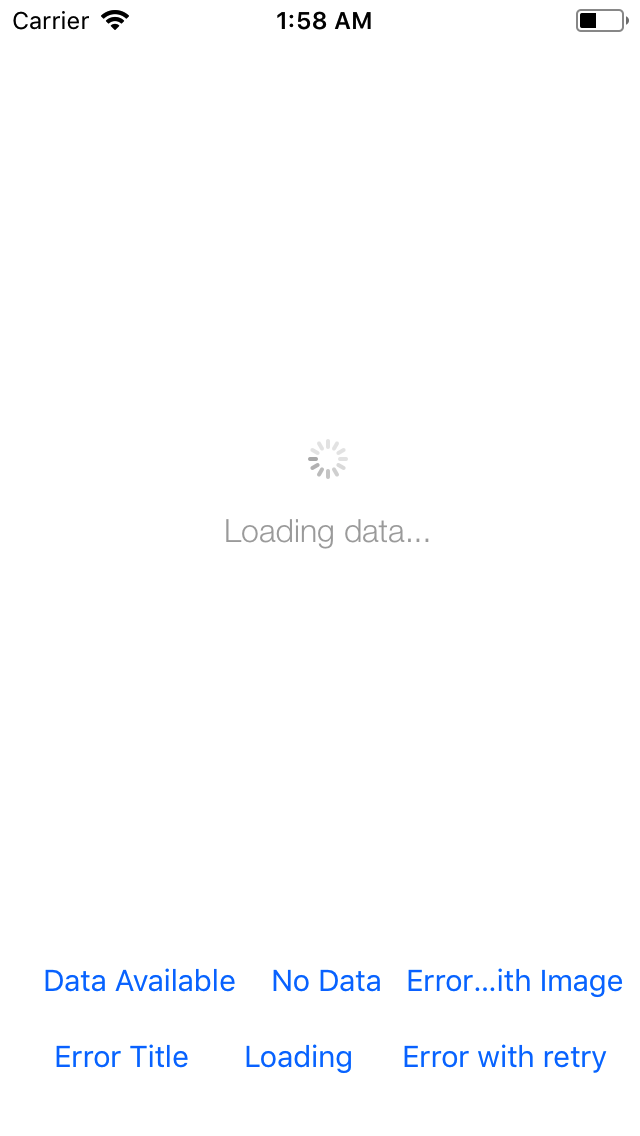 Carrier 1:58 AM
Loading data...
Data Available No Data Error...ith Image
Error Title Loading Error with retry